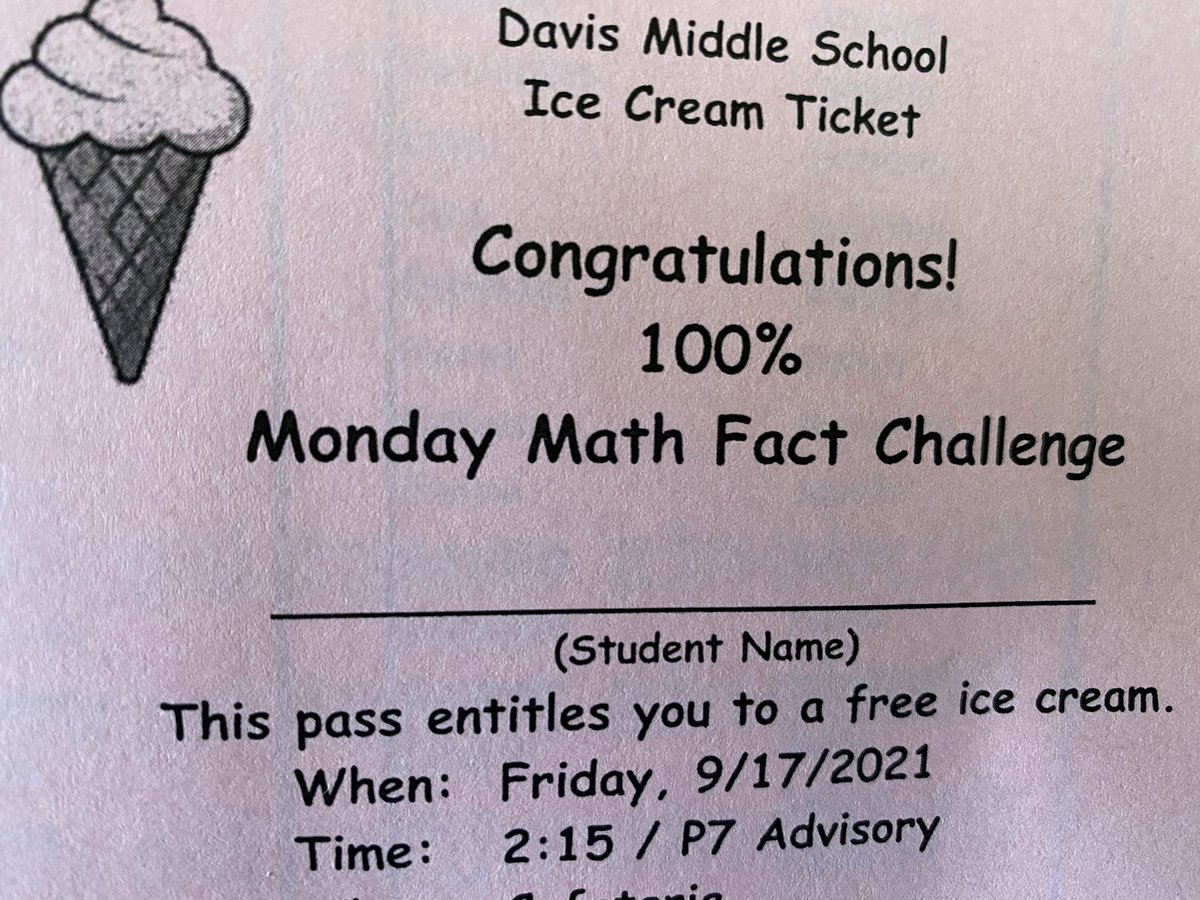 Davis Middle School
Ice Cream Ticket
Congratulations!
100%
Monday Math Fact Challenge
(Student Name)
This pass entitles you to a free ice cream.
When: Friday, 9/17/2021
Time: 2:15 / P7 Advisory